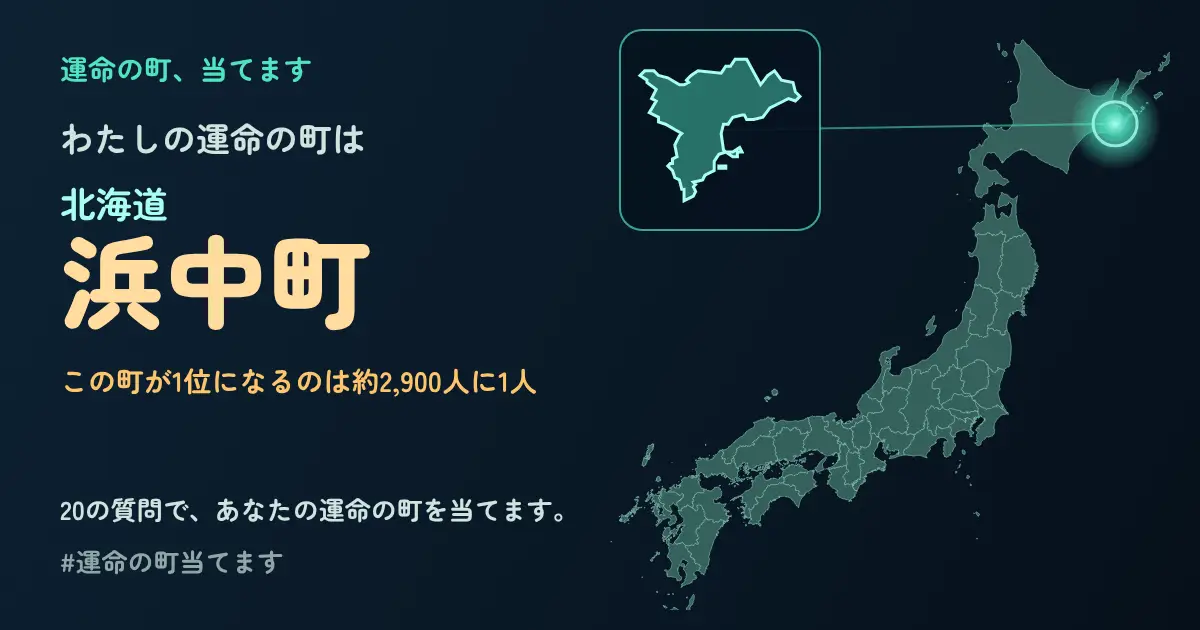 運命の町、当てます
わたしの運命の町は
北海道
浜中町
この町が1位になるのは約2,900人に1人
20の質問で、あなたの運命の町を当てます。
#運命の町当てます